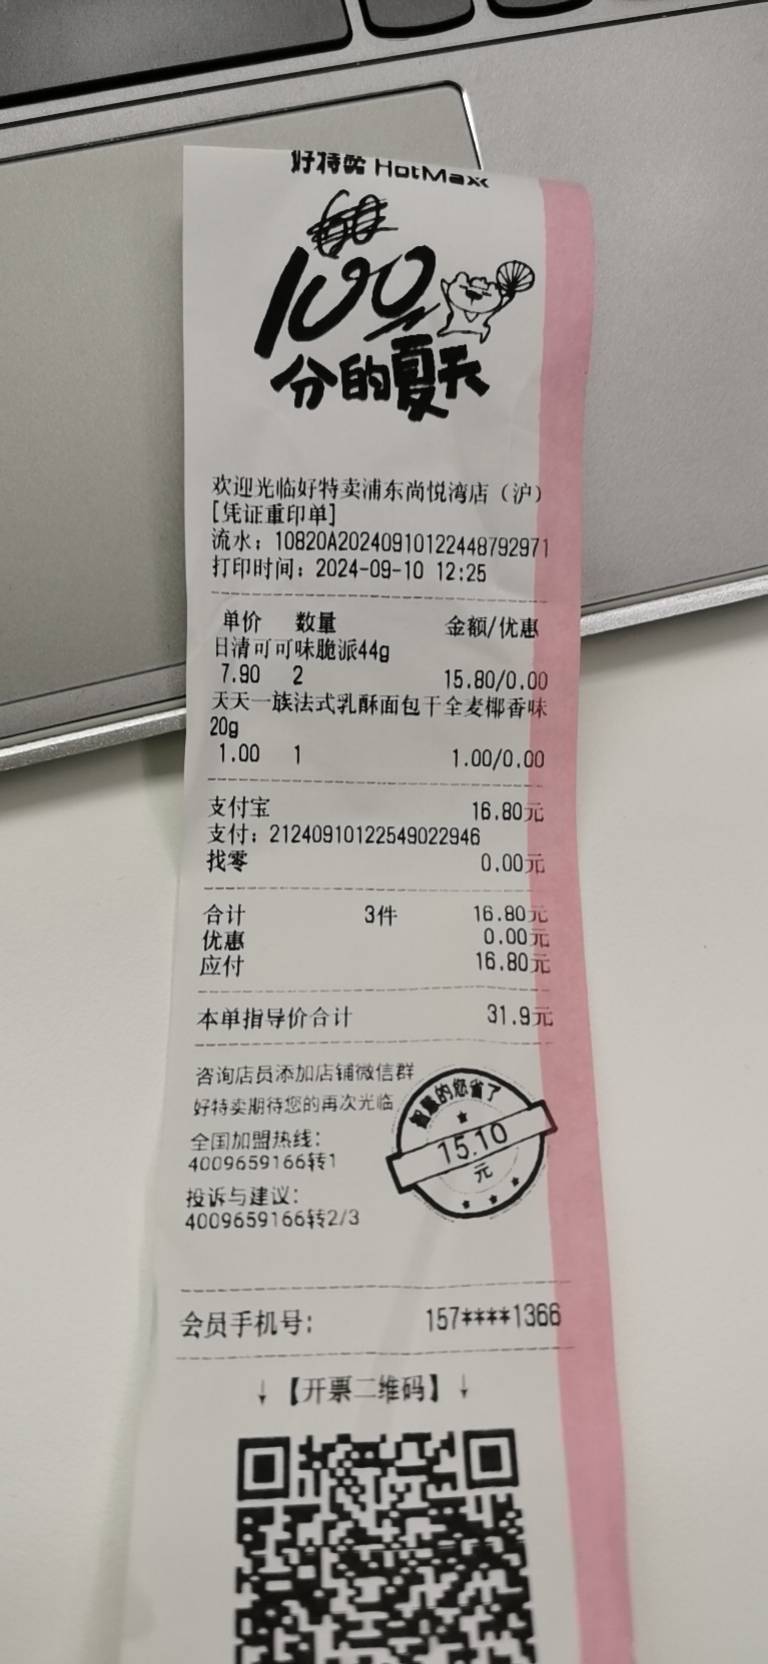 好特卖 HotMaxx
100
分的夏天
欢迎光临好特卖浦东尚悦湾店（沪）
[凭证重印单]
流水：10820A20240910122448792971
打印时间：2024-09-10 12:25
单价 数量 金额/优惠
日清可可味脆派44g
7.90 2 15.80/0.00
天天一族法式乳酥面包干全麦椰香味
20g
1.00 1 1.00/0.00
支付宝 16.80元
支付：21240910122549022946
找零 0.00元
合计 3件 16.80元
优惠 0.00元
应付 16.80元
本单指导价合计 31.9元
咨询店员添加店铺微信群
好特卖期待您的再次光临
全国加盟热线：
4009659166转1
投诉与建议：
4009659166转2/3
智慧的您省了
15.10
元
会员手机号： 157****1366
↓【开票二维码】↓